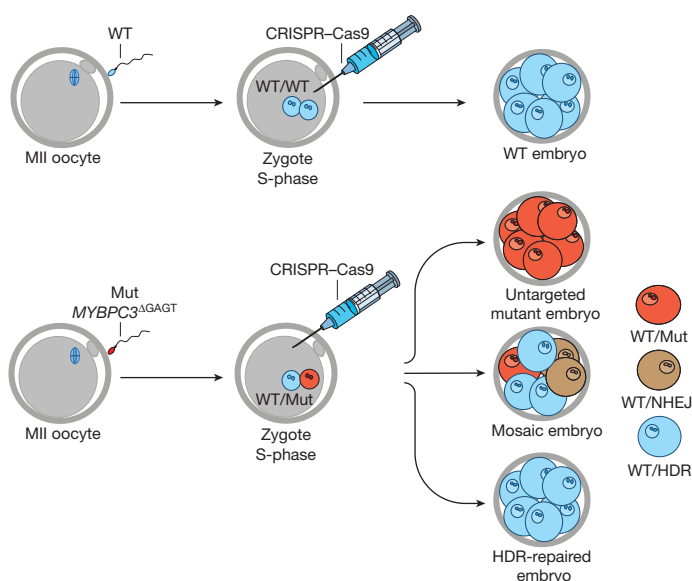 WT
CRISPR–Cas9
WT/WT
MII oocyte
Zygote
S-phase
WT embryo
Mut
MYBPC3ΔGAGT
CRISPR–Cas9
WT/Mut
MII oocyte
Zygote
S-phase
Untargeted
mutant embryo
Mosaic embryo
HDR-repaired
embryo
WT/Mut
WT/NHEJ
WT/HDR